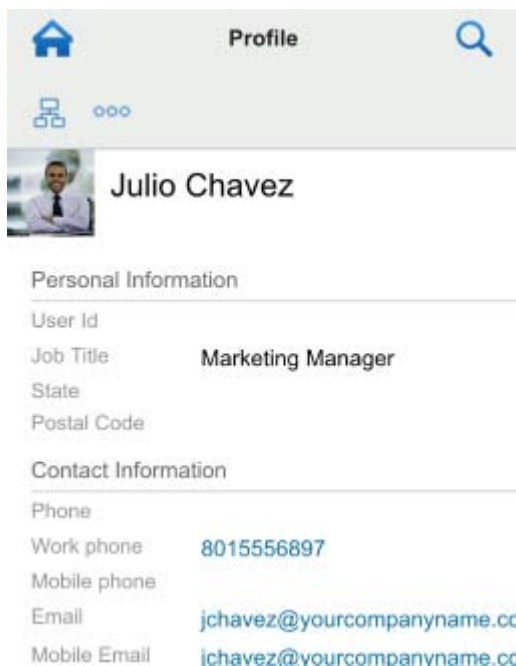 Profile
Julio Chavez
Personal Information
User Id
Job Title Marketing Manager
State
Postal Code
Contact Information
Phone
Work phone 8015556897
Mobile phone
Email jchavez@yourcompanyname.co
Mobile Email jchavez@yourcompanyname.co